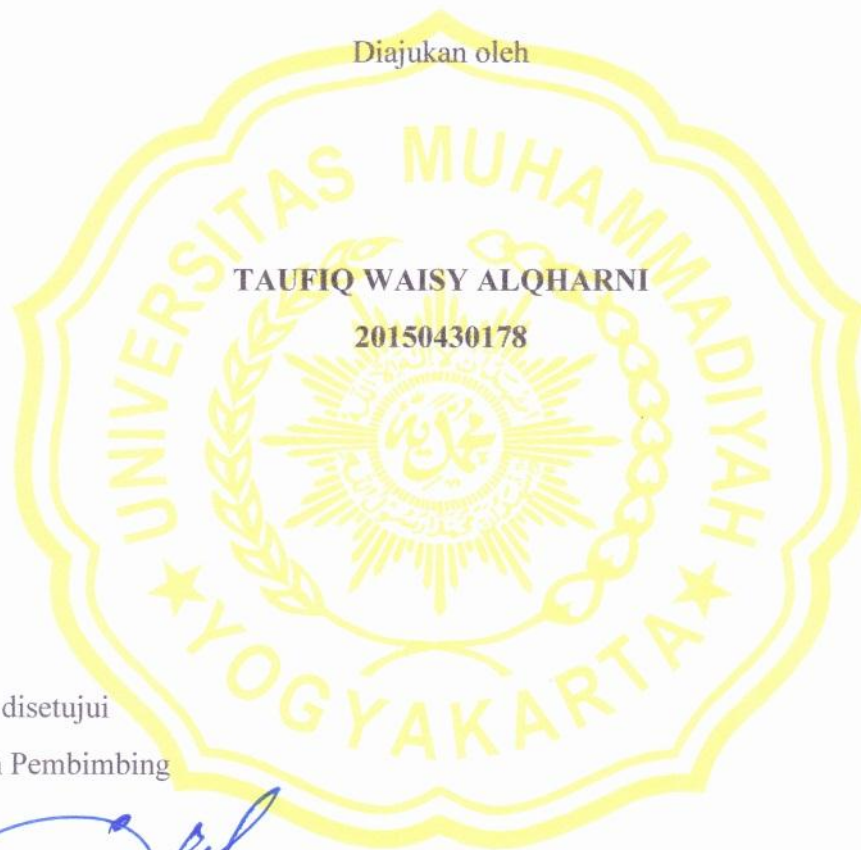 Diajukan oleh
UNIVERSITAS MUHAMMADIYAH
TAUFIQ WAISY ALQHARNI
20150430178
YOGYAKARTA
disetujui
Pembimbing